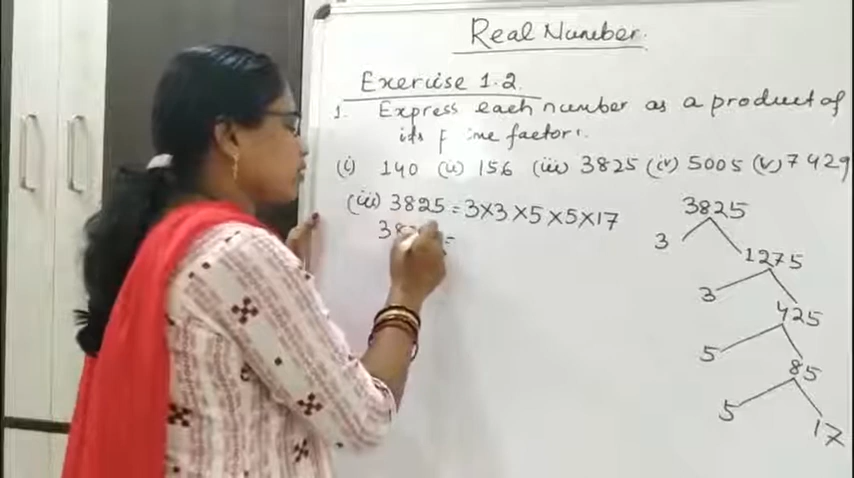 Real Number.
Exercise 1.2.
1. Express each number as a product of
its factors.
(i) 140 (ii) 156 (iii) 3825 (iv) 5005 (v) 7429
(iii) 3825 = 3×3×5×5×17
=
3825
3
1275
3
425
5
85
5
17